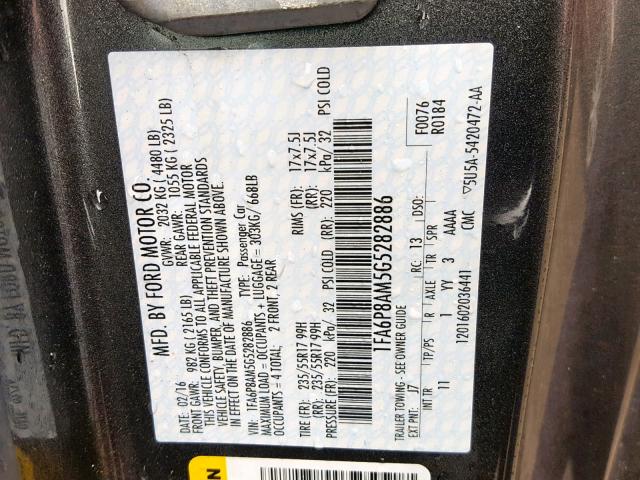 MFD. BY FORD MOTOR CO.
DATE: 02/16 GVWR: 2032 KG ( 4480 LB)
FRONT GAWR: 982 KG ( 2165 LB) REAR GAWR: 1055 KG ( 2325 LB)
THIS VEHICLE CONFORMS TO ALL APPLICABLE FEDERAL MOTOR
VEHICLE SAFETY, BUMPER, AND THEFT PREVENTION STANDARDS
IN EFFECT ON THE DATE OF MANUFACTURE SHOWN ABOVE.
VIN: 1FA6P8AM5G5282886 TYPE: Passenger Car
MAXIMUM LOAD = OCCUPANTS + LUGGAGE = 303KG/ 668LB
OCCUPANTS = 4 TOTAL: 2 FRONT, 2 REAR
TIRE (FR): 235/55R17 99H RIMS (FR): 17x7.5J
(RR): 235/55R17 99H (RR): 17x7.5J
PRESSURE (FR): 220 kPa/ 32 PSI COLD (RR): 220 kPa/ 32 PSI COLD
1FA6P8AM5G5282886
F0076
R0184
TRAILER TOWING - SEE OWNER GUIDE
EXT PNT: J7 RC: 13 DSO:
INT TR TP/PS R AXLE TR SPR
11 I YY 3 AAAA
1201602036441 CMC ▽5U5A-5420472-AA
N